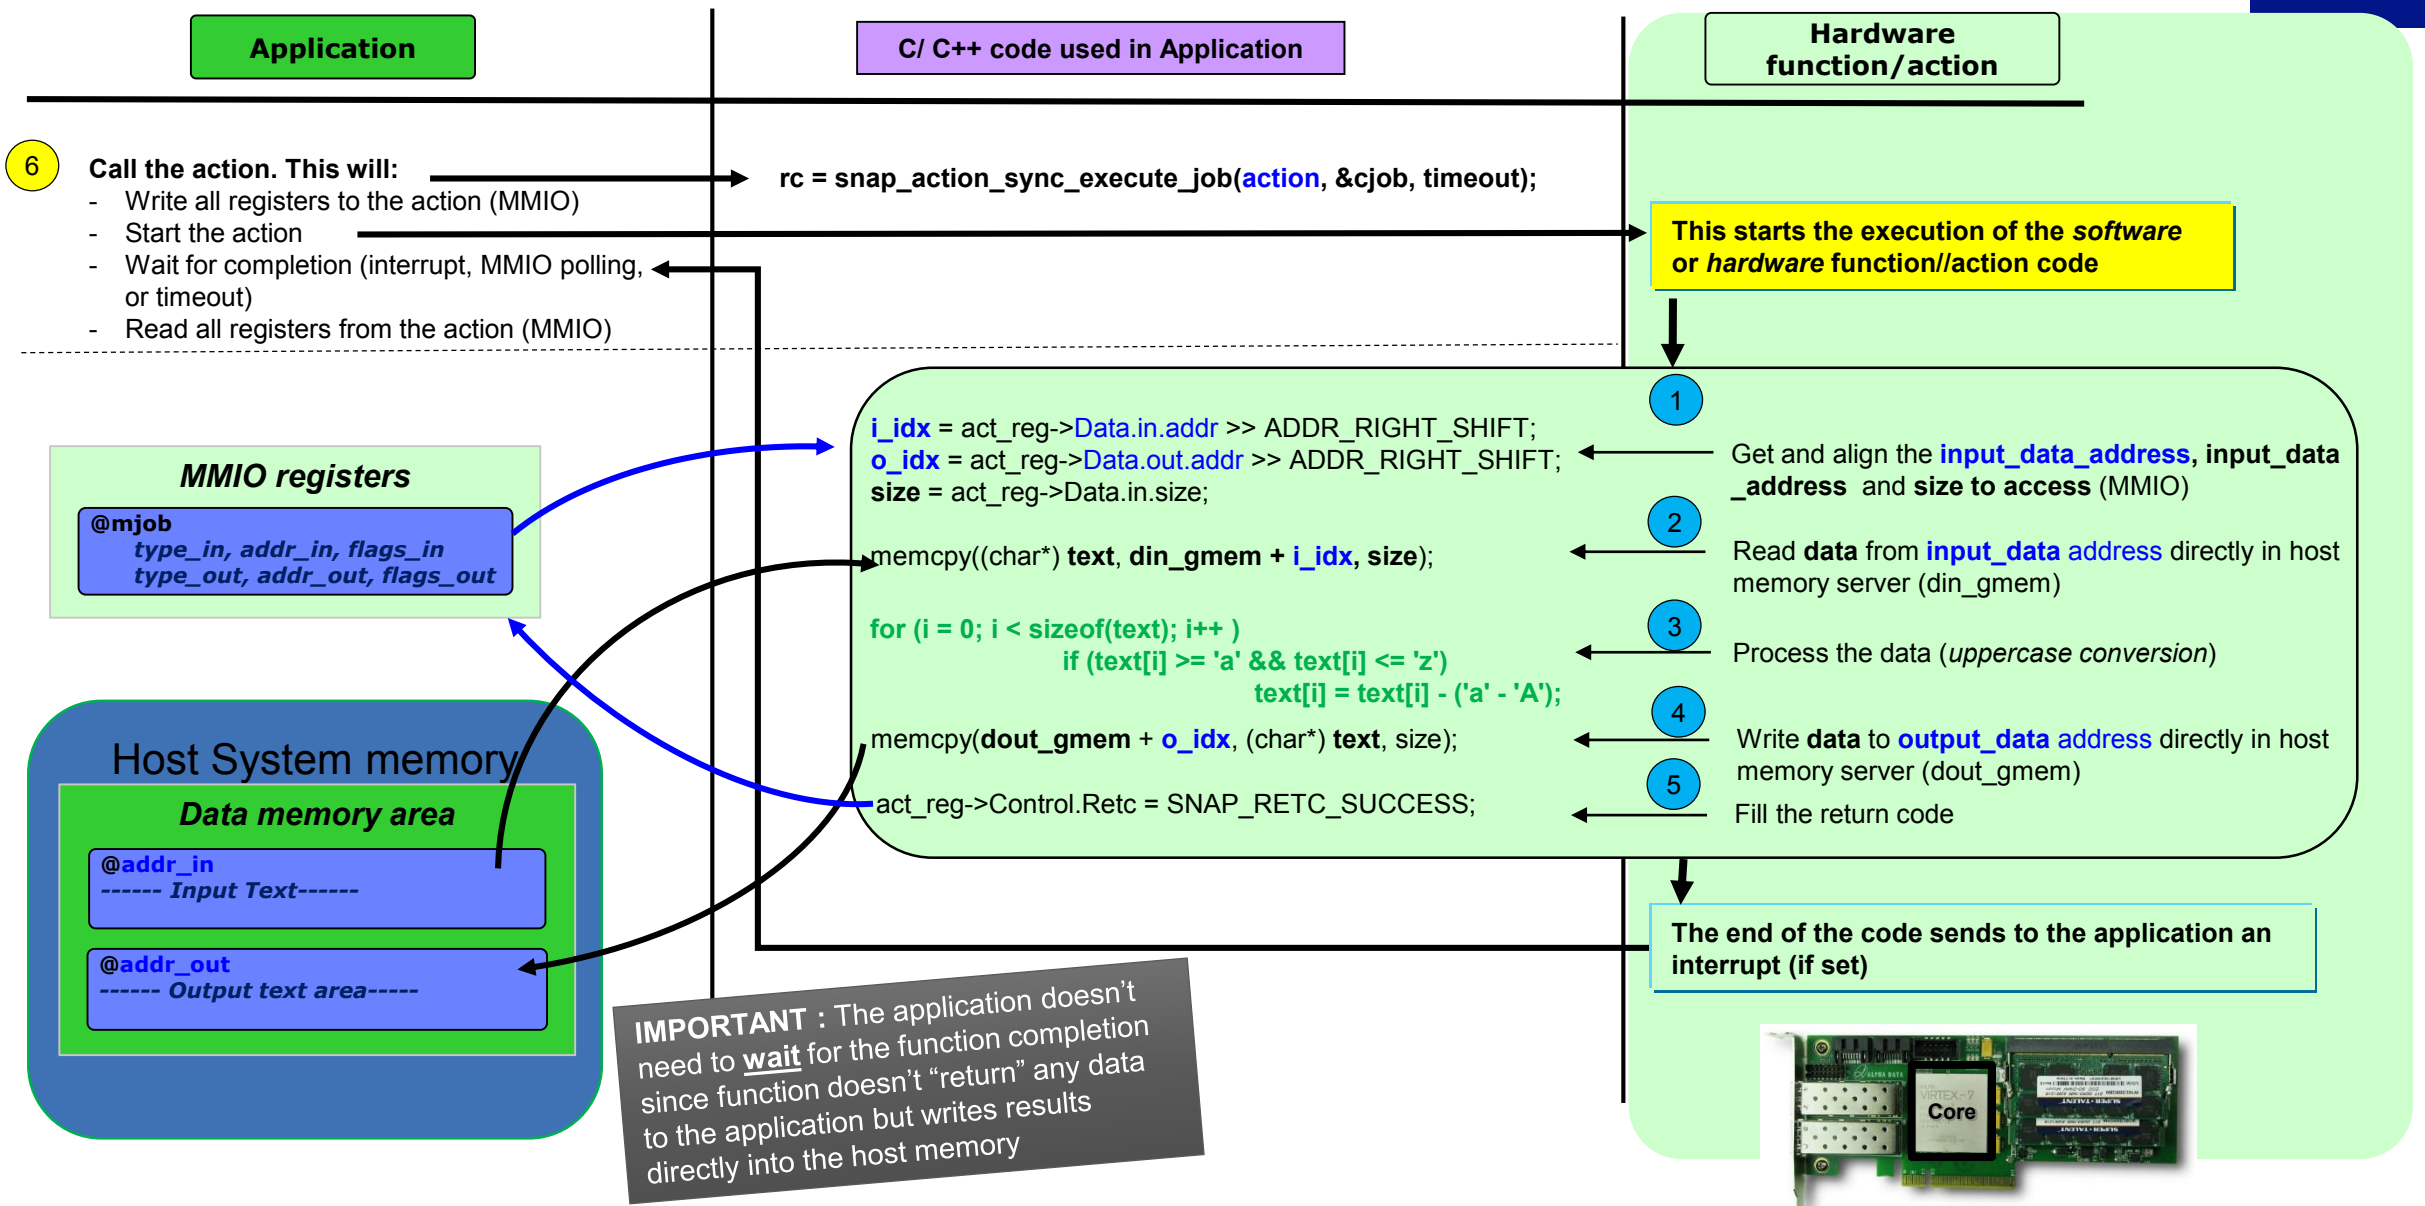 Application
C/ C++ code used in Application
Hardware
function/action
6
Call the action. This will:
- Write all registers to the action (MMIO)
- Start the action
- Wait for completion (interrupt, MMIO polling,
or timeout)
- Read all registers from the action (MMIO)
rc = snap_action_sync_execute_job(action, &cjob, timeout);
This starts the execution of the software
or hardware function//action code
MMIO registers
@mjob
type_in, addr_in, flags_in
type_out, addr_out, flags_out
Host System memory
Data memory area
@addr_in
------ Input Text------
@addr_out
------ Output text area-----
i_idx = act_reg->Data.in.addr >> ADDR_RIGHT_SHIFT;
o_idx = act_reg->Data.out.addr >> ADDR_RIGHT_SHIFT;
size = act_reg->Data.in.size;
memcpy((char*) text, din_gmem + i_idx, size);
for (i = 0; i < sizeof(text); i++ )
if (text[i] >= 'a' && text[i] <= 'z')
text[i] = text[i] - ('a' - 'A');
memcpy(dout_gmem + o_idx, (char*) text, size);
act_reg->Control.Retc = SNAP_RETC_SUCCESS;
1
Get and align the input_data_address, input_data
_address and size to access (MMIO)
2
Read data from input_data address directly in host
memory server (din_gmem)
3
Process the data (uppercase conversion)
4
Write data to output_data address directly in host
memory server (dout_gmem)
5
Fill the return code
The end of the code sends to the application an
interrupt (if set)
IMPORTANT : The application doesn’t
need to wait for the function completion
since function doesn’t “return” any data
to the application but writes results
directly into the host memory
ALPHA DATA
VIRTEX-7
Core
SUPER★TALENT
SUPER★TALENT